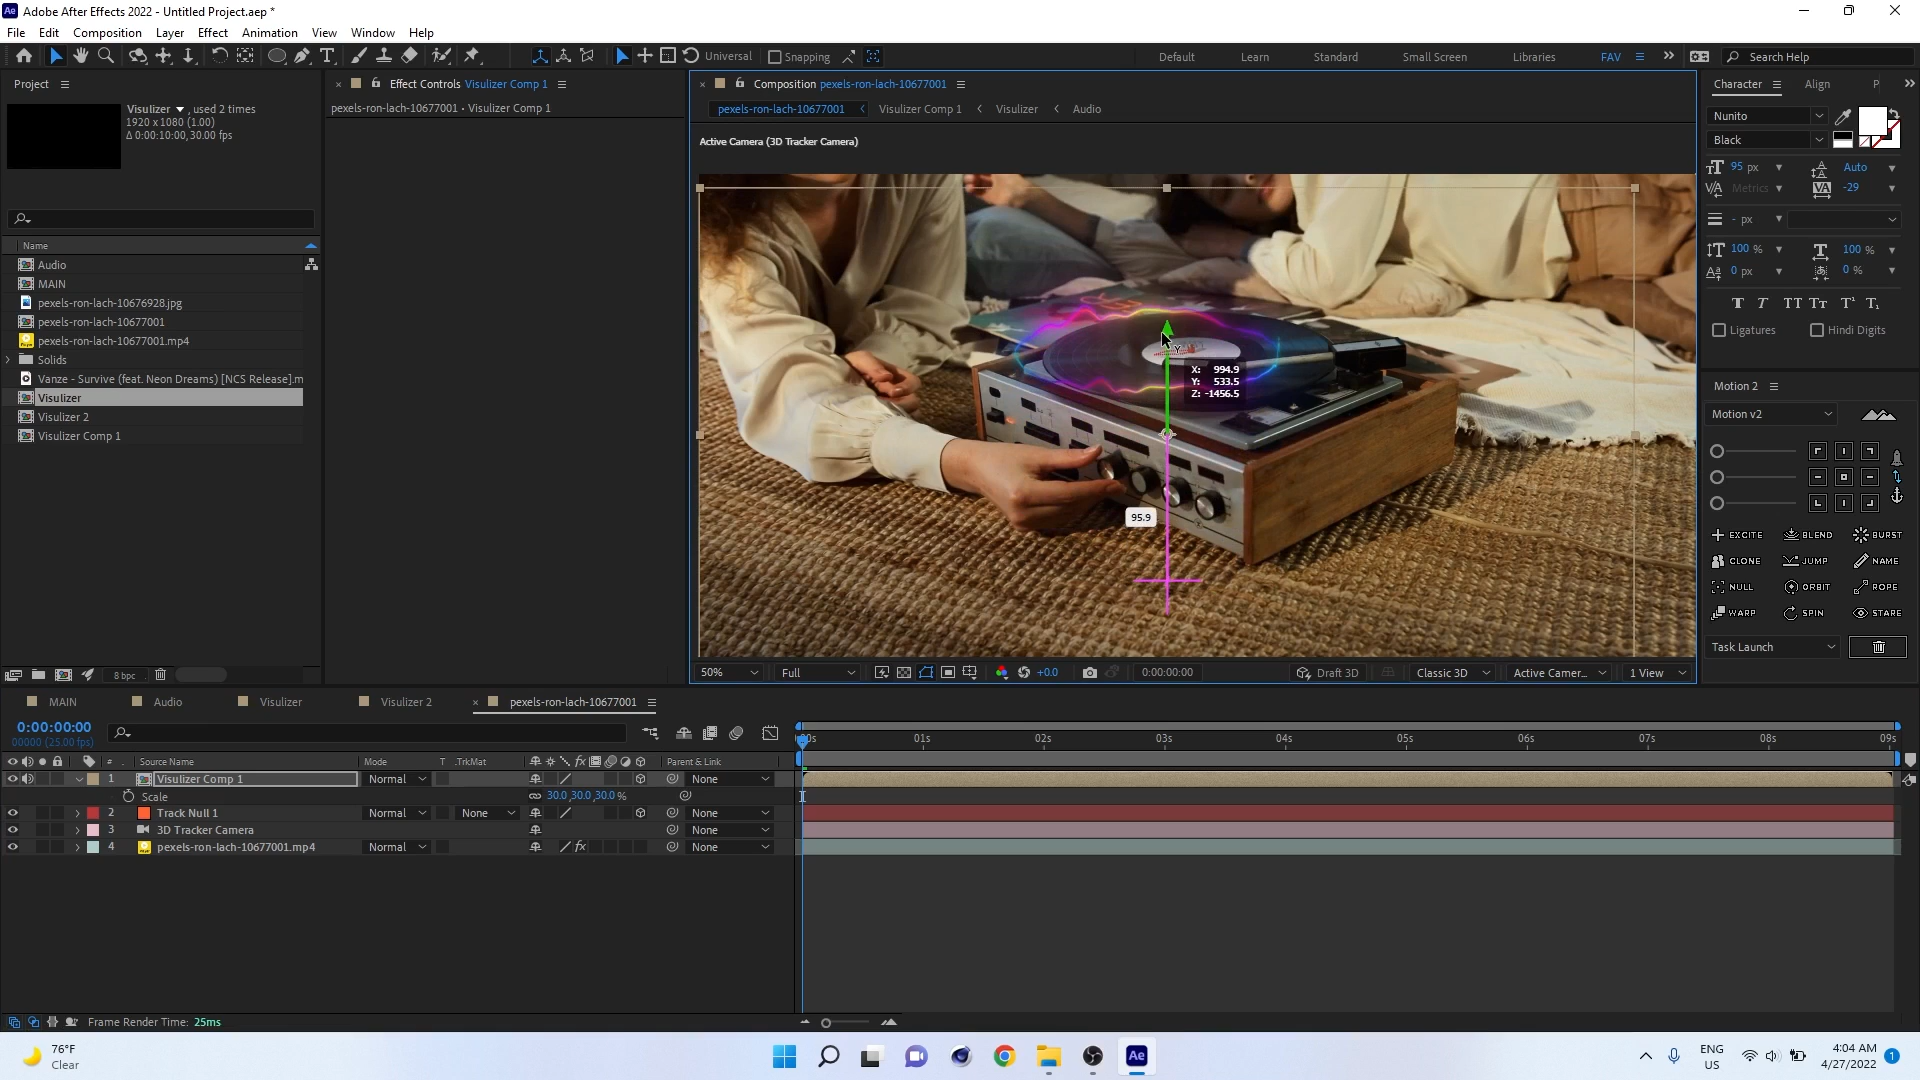 Adobe After Effects 2022 - Untitled Project.aep *
File Edit Composition Layer Effect Animation View Window Help
Universal Snapping Default Learn Standard Small Screen Libraries FAV Search Help
Project
Visulizer , used 2 times
1920 x 1080 (1.00)
Δ 0:00:10:00, 30.00 fps
Name
Audio
MAIN
pexels-ron-lach-10676928.jpg
pexels-ron-lach-10677001
pexels-ron-lach-10677001.mp4
Solids
Vanze - Survive (feat. Neon Dreams) [NCS Release].m
Visulizer
Visulizer 2
Visulizer Comp 1
8 bpc
Effect Controls Visulizer Comp 1
pexels-ron-lach-10677001 • Visulizer Comp 1
Composition pexels-ron-lach-10677001
pexels-ron-lach-10677001 Visulizer Comp 1 Visulizer Audio
Active Camera (3D Tracker Camera)
Y
X: 994.9
Y: 533.5
Z: -1456.5
95.9
50% Full +0.0 0:00:00:00 Draft 3D Classic 3D Active Camer... 1 View
Character Align P
Nunito
Black
95 px Auto
Metrics -29
- px
100 % 100 %
0 px 0 %
T T TT Tт T¹ T₁
Ligatures Hindi Digits
Motion 2
Motion v2
EXCITE BLEND BURST
CLONE JUMP NAME
NULL ORBIT ROPE
WARP SPIN STARE
Task Launch
MAIN Audio Visulizer Visulizer 2 pexels-ron-lach-10677001
0:00:00:00
00000 (25.00 fps)
00s 01s 02s 03s 04s 05s 06s 07s 08s 09s
# Source Name Mode T .TrkMat fx Parent & Link
1 Visulizer Comp 1 Normal None
Scale 30.0,30.0,30.0 %
2 Track Null 1 Normal None None
3 3D Tracker Camera None
4 pexels-ron-lach-10677001.mp4 Normal fx None
Frame Render Time: 25ms
76°F
Clear
Ae
ENG
US
4:04 AM
4/27/2022
1